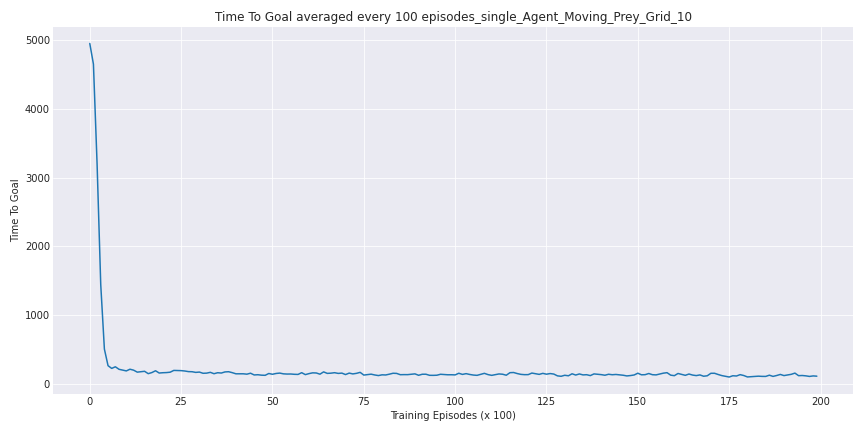 Time To Goal averaged every 100 episodes_single_Agent_Moving_Prey_Grid_10
5000
4000
3000
2000
1000
0
Time To Goal
0 25 50 75 100 125 150 175 200
Training Episodes (x 100)